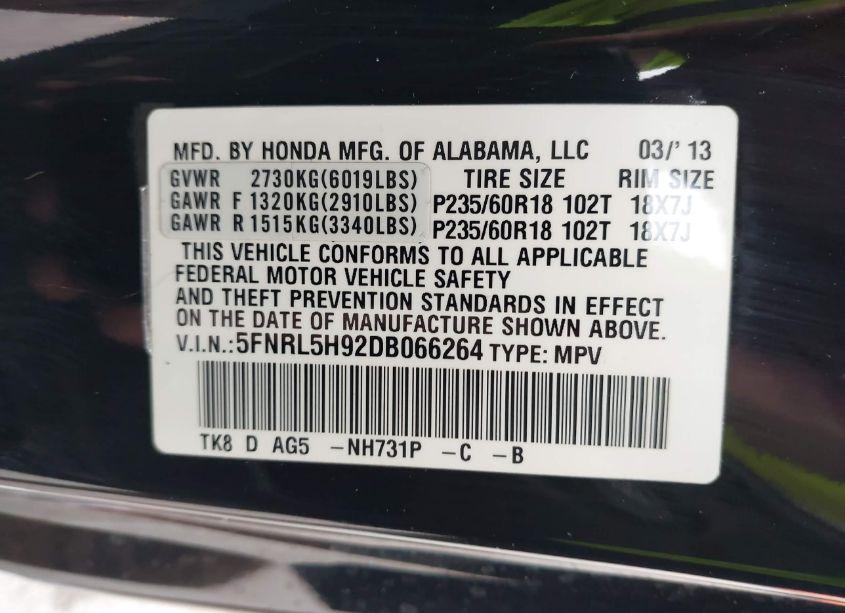 MFD. BY HONDA MFG. OF ALABAMA, LLC 03/' 13
GVWR 2730KG(6019LBS) TIRE SIZE RIM SIZE
GAWR F 1320KG(2910LBS) P235/60R18 102T 18X7J
GAWR R 1515KG(3340LBS) P235/60R18 102T 18X7J
THIS VEHICLE CONFORMS TO ALL APPLICABLE
FEDERAL MOTOR VEHICLE SAFETY
AND THEFT PREVENTION STANDARDS IN EFFECT
ON THE DATE OF MANUFACTURE SHOWN ABOVE.
V.I.N.:5FNRL5H92DB066264 TYPE: MPV
TK8 D AG5 -NH731P -C -B